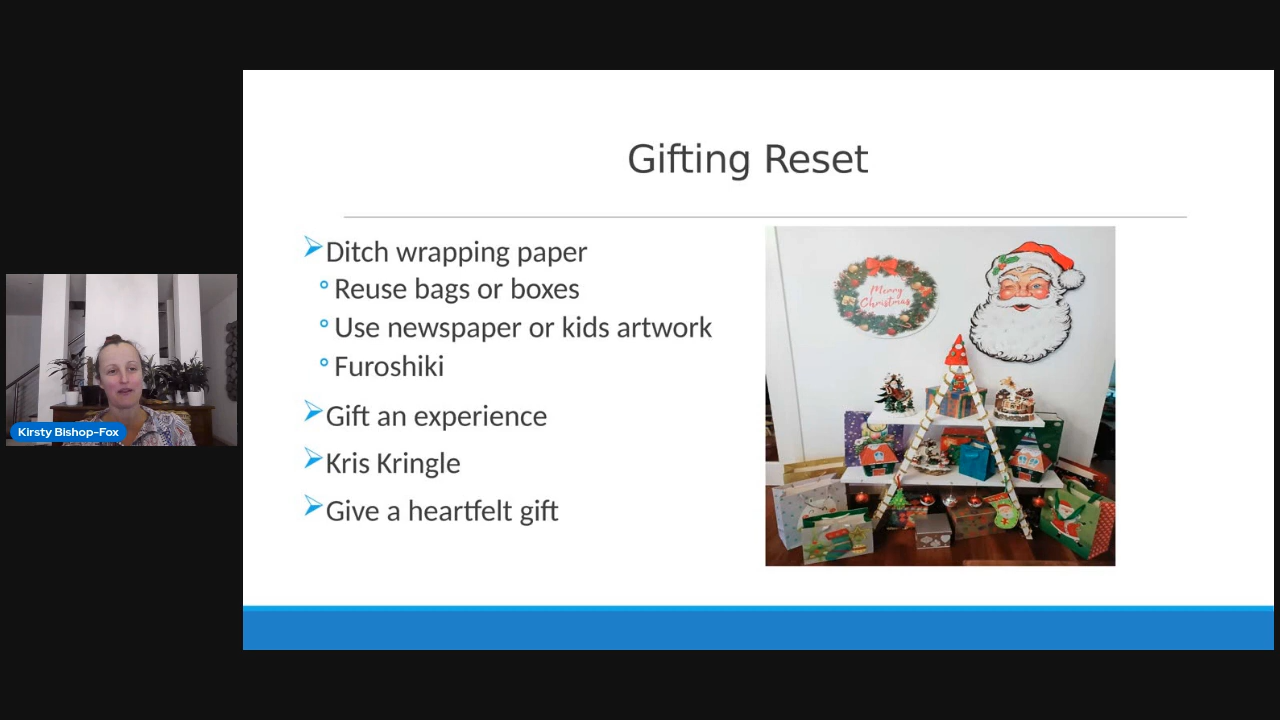 Gifting Reset
Ditch wrapping paper
Reuse bags or boxes
Use newspaper or kids artwork
Furoshiki
Gift an experience
Kris Kringle
Give a heartfelt gift
Merry
Christmas
Kirsty Bishop-Fox